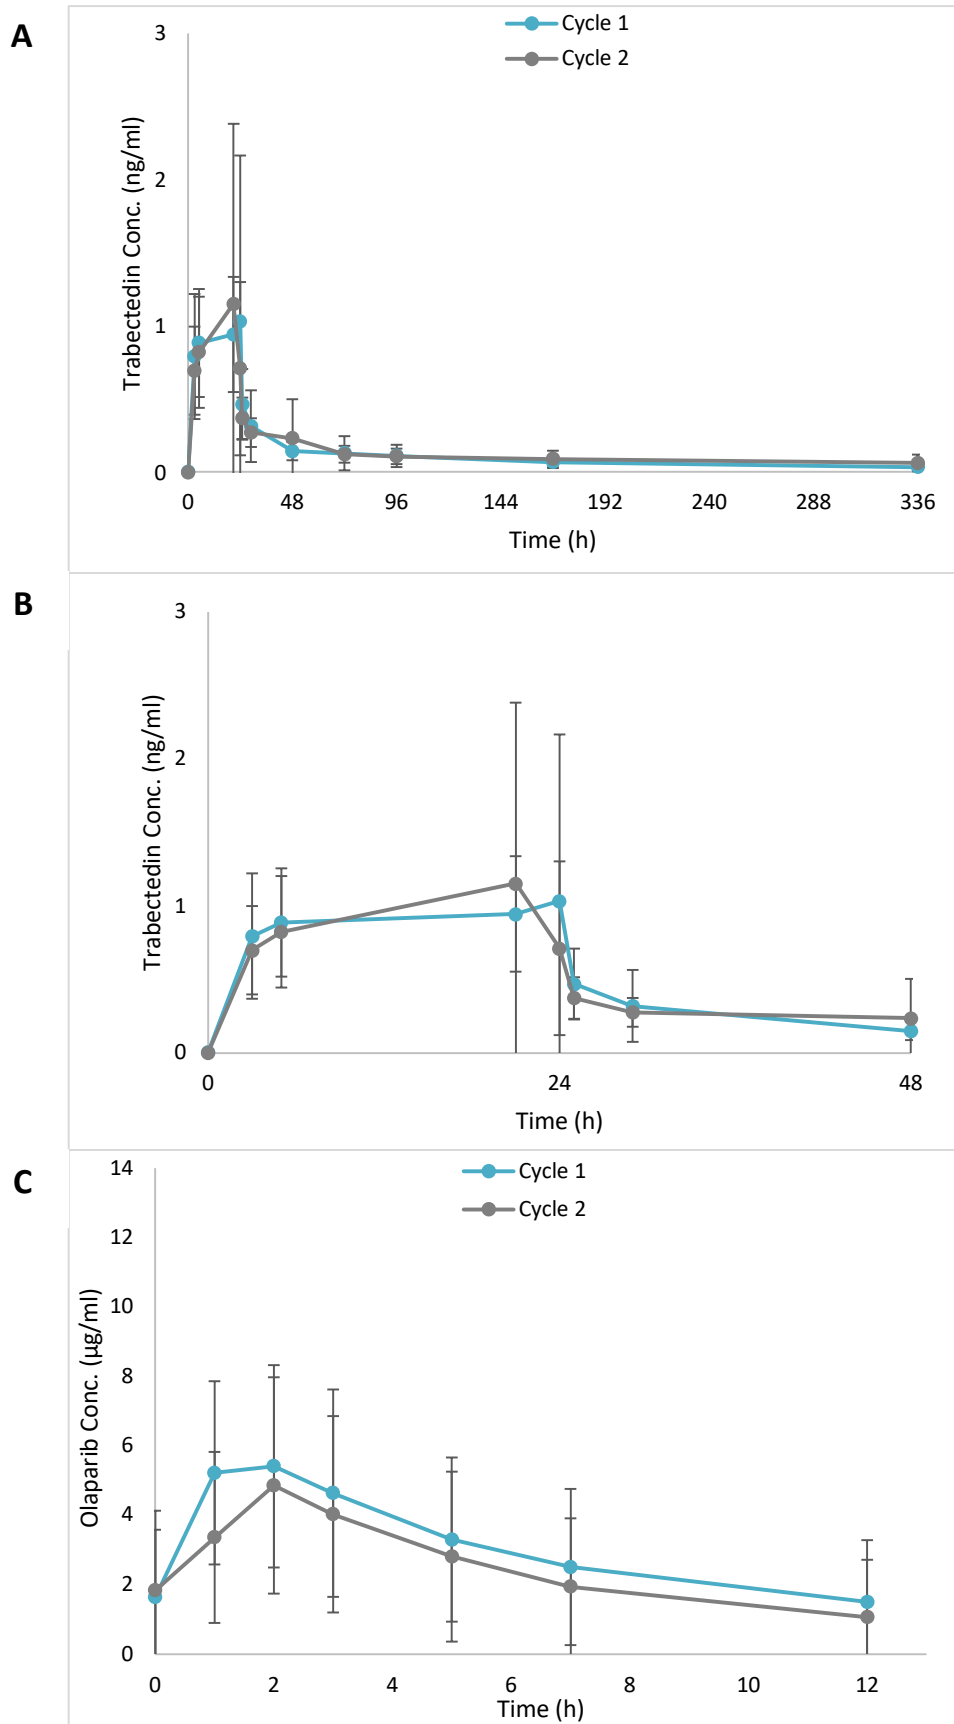 A
Cycle 1
Cycle 2
Trabectedin Conc. (ng/ml)
3
2
1
0
0 48 96 144 192 240 288 336
Time (h)
B
Trabectedin Conc. (ng/ml)
3
2
1
0
0 24 48
Time (h)
C
Cycle 1
Cycle 2
Olaparib Conc. (µg/ml)
14
12
10
8
6
4
2
0
0 2 4 6 8 10 12
Time (h)